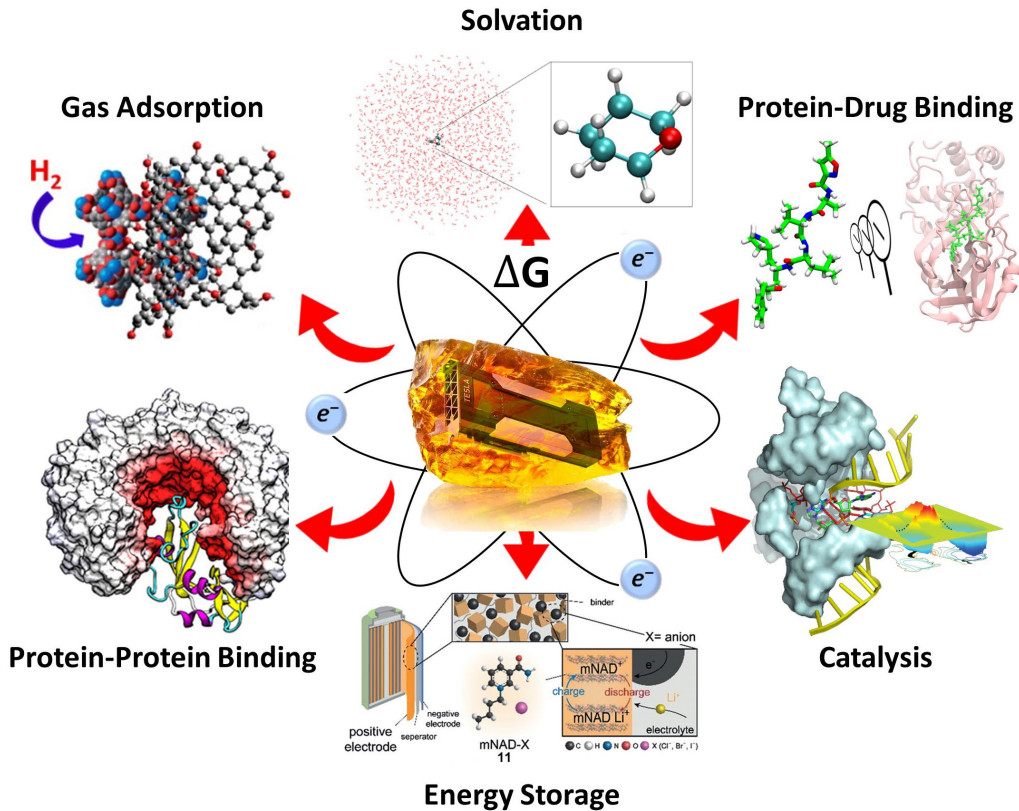 Solvation
Gas Adsorption
Protein-Drug Binding
H₂
ΔG
e⁻
TESLA
e⁻
e⁻
Protein-Protein Binding
Catalysis
binder
X= anion
e⁻
mNAD⁺
charge
discharge
Li⁺
mNAD Li⁺
electrolyte
negative
electrode
seperator
positive
electrode
mNAD-X
11
C H N O X (Cl⁻, Br⁻, I⁻)
Energy Storage